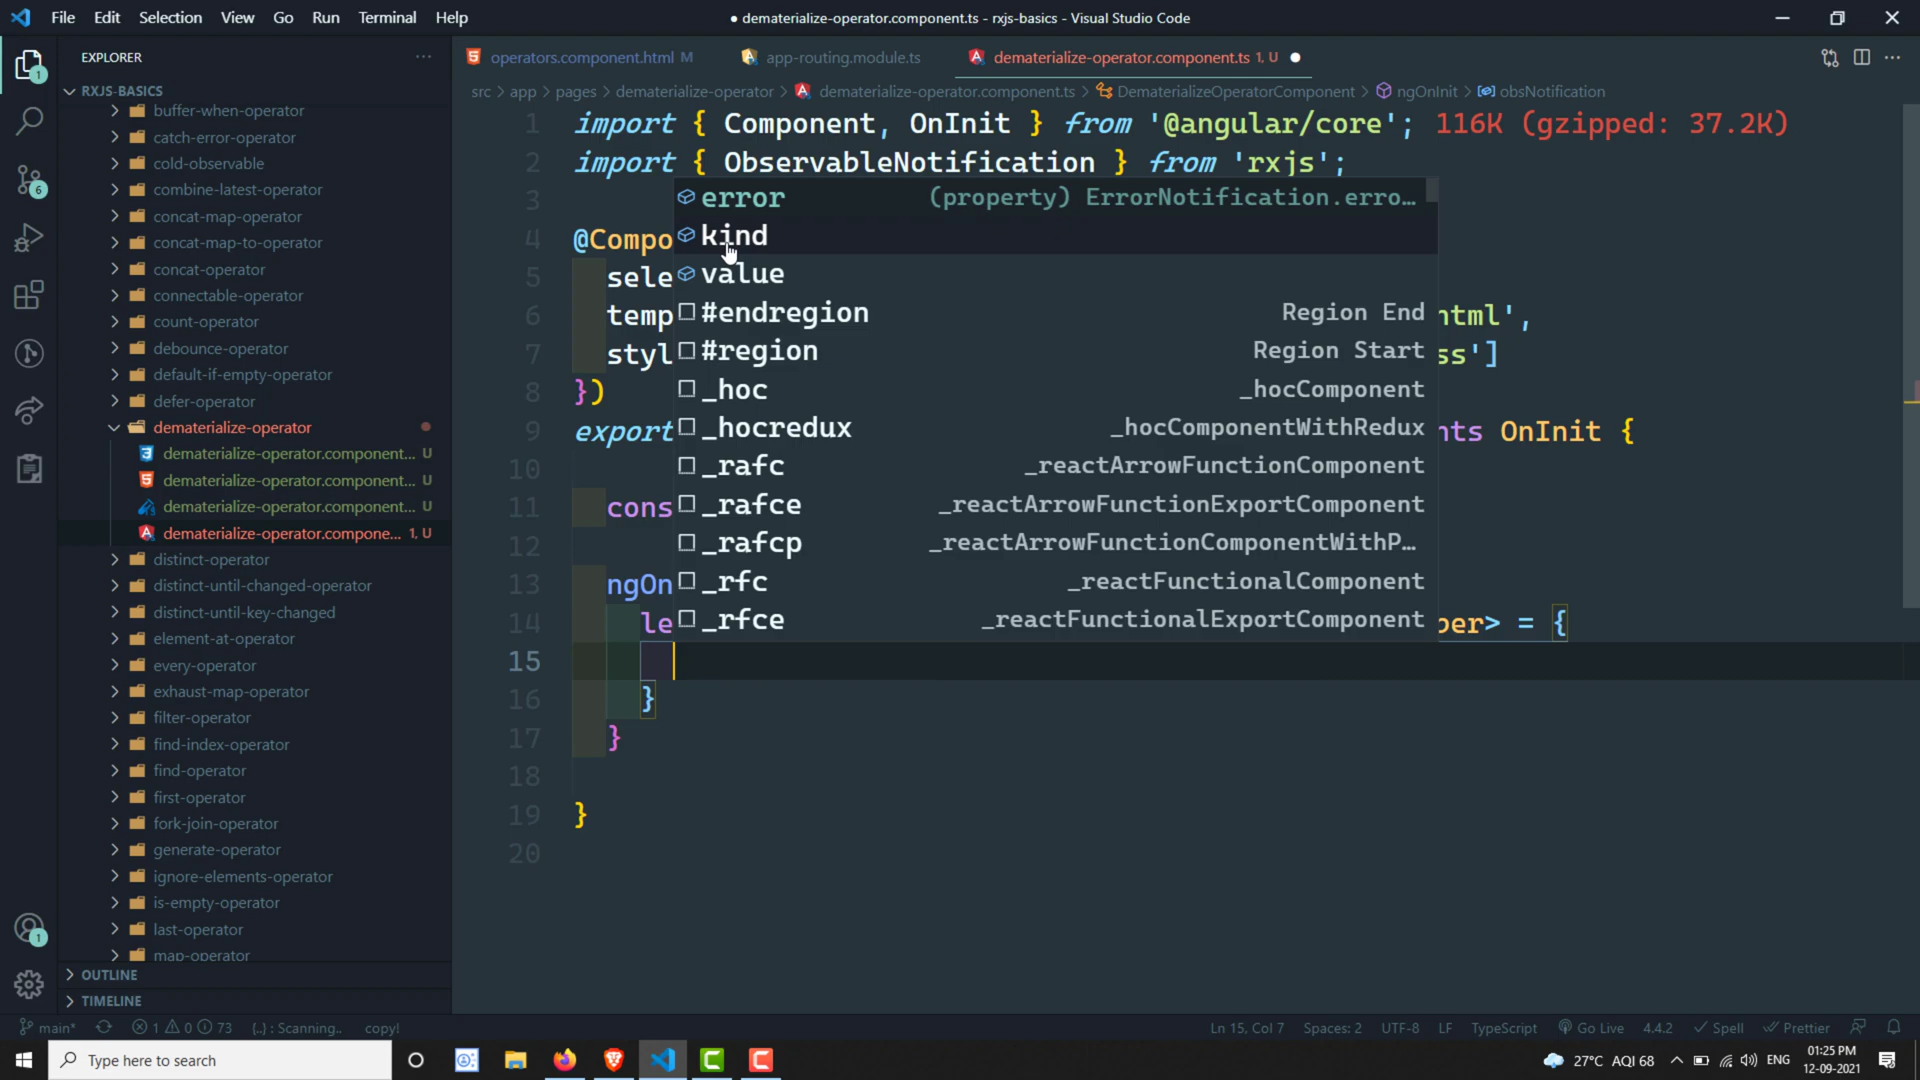 File Edit Selection View Go Run Terminal Help
● dematerialize-operator.component.ts - rxjs-basics - Visual Studio Code
EXPLORER
operators.component.html M
app-routing.module.ts
dematerialize-operator.component.ts 1, U
RXJS-BASICS
src > app > pages > dematerialize-operator > dematerialize-operator.component.ts > DematerializeOperatorComponent > ngOnInit > obsNotification
buffer-when-operator
catch-error-operator
cold-observable
combine-latest-operator
concat-map-operator
concat-map-to-operator
concat-operator
connectable-operator
count-operator
debounce-operator
default-if-empty-operator
defer-operator
dematerialize-operator
dematerialize-operator.component... U
dematerialize-operator.component... U
dematerialize-operator.component... U
dematerialize-operator.compone... 1, U
distinct-operator
distinct-until-changed-operator
distinct-until-key-changed
element-at-operator
every-operator
exhaust-map-operator
filter-operator
find-index-operator
find-operator
first-operator
fork-join-operator
generate-operator
ignore-elements-operator
is-empty-operator
last-operator
map-operator
OUTLINE
TIMELINE
1 import { Component, OnInit } from '@angular/core'; 116K (gzipped: 37.2K)
2 import { ObservableNotification } from 'rxjs';
3
4 @Compo
5 sele
6 temp html',
7 styl ss']
8 })
9 export nts OnInit {
10
11 cons
12
13 ngOn
14 le ber> = {
15
16 }
17 }
18
19 }
20
error (property) ErrorNotification.erro...
kind
value
#endregion Region End
#region Region Start
_hoc _hocComponent
_hocredux _hocComponentWithRedux
_rafc _reactArrowFunctionComponent
_rafce _reactArrowFunctionExportComponent
_rafcp _reactArrowFunctionComponentWithP...
_rfc _reactFunctionalComponent
_rfce _reactFunctionalExportComponent
1
6
1
main* 1 0 73 {..} : Scanning.. copy!
Ln 15, Col 7 Spaces: 2 UTF-8 LF TypeScript Go Live 4.4.2 Spell Prettier
Type here to search
27°C AQI 68 ENG
01:25 PM
12-09-2021